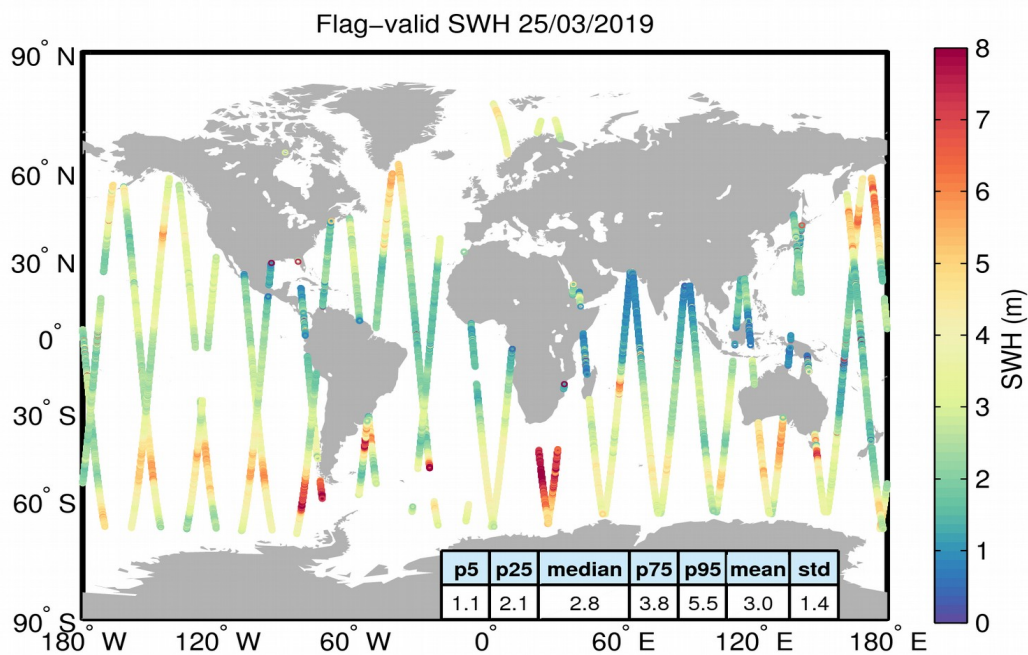 Flag−valid SWH 25/03/2019
90° N
60° N
30° N
0°
30° S
60° S
90° S
180° W
120° W
60° W
0°
60° E
120° E
180° E
p5 p25 median p75 p95 mean std
1.1 2.1 2.8 3.8 5.5 3.0 1.4
8
7
6
5
4
3
2
1
0
SWH (m)